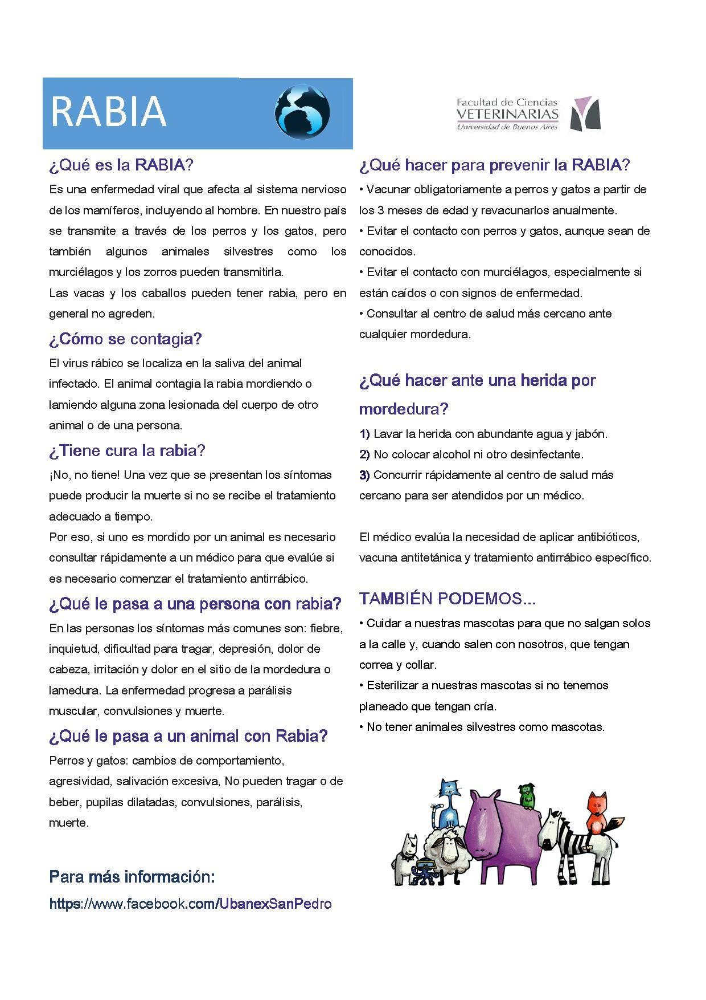 RABIA
Facultad de Ciencias
VETERINARIAS
Universidad de Buenos Aires
¿Qué es la RABIA?
Es una enfermedad viral que afecta al sistema nervioso
de los mamíferos, incluyendo al hombre. En nuestro país
se transmite a través de los perros y los gatos, pero
también algunos animales silvestres como los
murciélagos y los zorros pueden transmitirla.
Las vacas y los caballos pueden tener rabia, pero en
general no agreden.
¿Cómo se contagia?
El virus rábico se localiza en la saliva del animal
infectado. El animal contagia la rabia mordiendo o
lamiendo alguna zona lesionada del cuerpo de otro
animal o de una persona.
¿Tiene cura la rabia?
¡No, no tiene! Una vez que se presentan los síntomas
puede producir la muerte si no se recibe el tratamiento
adecuado a tiempo.
Por eso, si uno es mordido por un animal es necesario
consultar rápidamente a un médico para que evalúe si
es necesario comenzar el tratamiento antirrábico.
¿Qué le pasa a una persona con rabia?
En las personas los síntomas más comunes son: fiebre,
inquietud, dificultad para tragar, depresión, dolor de
cabeza, irritación y dolor en el sitio de la mordedura o
lamedura. La enfermedad progresa a parálisis
muscular, convulsiones y muerte.
¿Qué le pasa a un animal con Rabia?
Perros y gatos: cambios de comportamiento,
agresividad, salivación excesiva, No pueden tragar o de
beber, pupilas dilatadas, convulsiones, parálisis,
muerte.
Para más información:
https://www.facebook.com/UbanexSanPedro
¿Qué hacer para prevenir la RABIA?
• Vacunar obligatoriamente a perros y gatos a partir de
los 3 meses de edad y revacunarlos anualmente.
• Evitar el contacto con perros y gatos, aunque sean de
conocidos.
• Evitar el contacto con murciélagos, especialmente si
están caídos o con signos de enfermedad.
• Consultar al centro de salud más cercano ante
cualquier mordedura.
¿Qué hacer ante una herida por
mordedura?
1) Lavar la herida con abundante agua y jabón.
2) No colocar alcohol ni otro desinfectante.
3) Concurrir rápidamente al centro de salud más
cercano para ser atendidos por un médico.
El médico evalúa la necesidad de aplicar antibióticos,
vacuna antitetánica y tratamiento antirrábico específico.
TAMBIÉN PODEMOS...
• Cuidar a nuestras mascotas para que no salgan solos
a la calle y, cuando salen con nosotros, que tengan
correa y collar.
• Esterilizar a nuestras mascotas si no tenemos
planeado que tengan cría.
• No tener animales silvestres como mascotas.